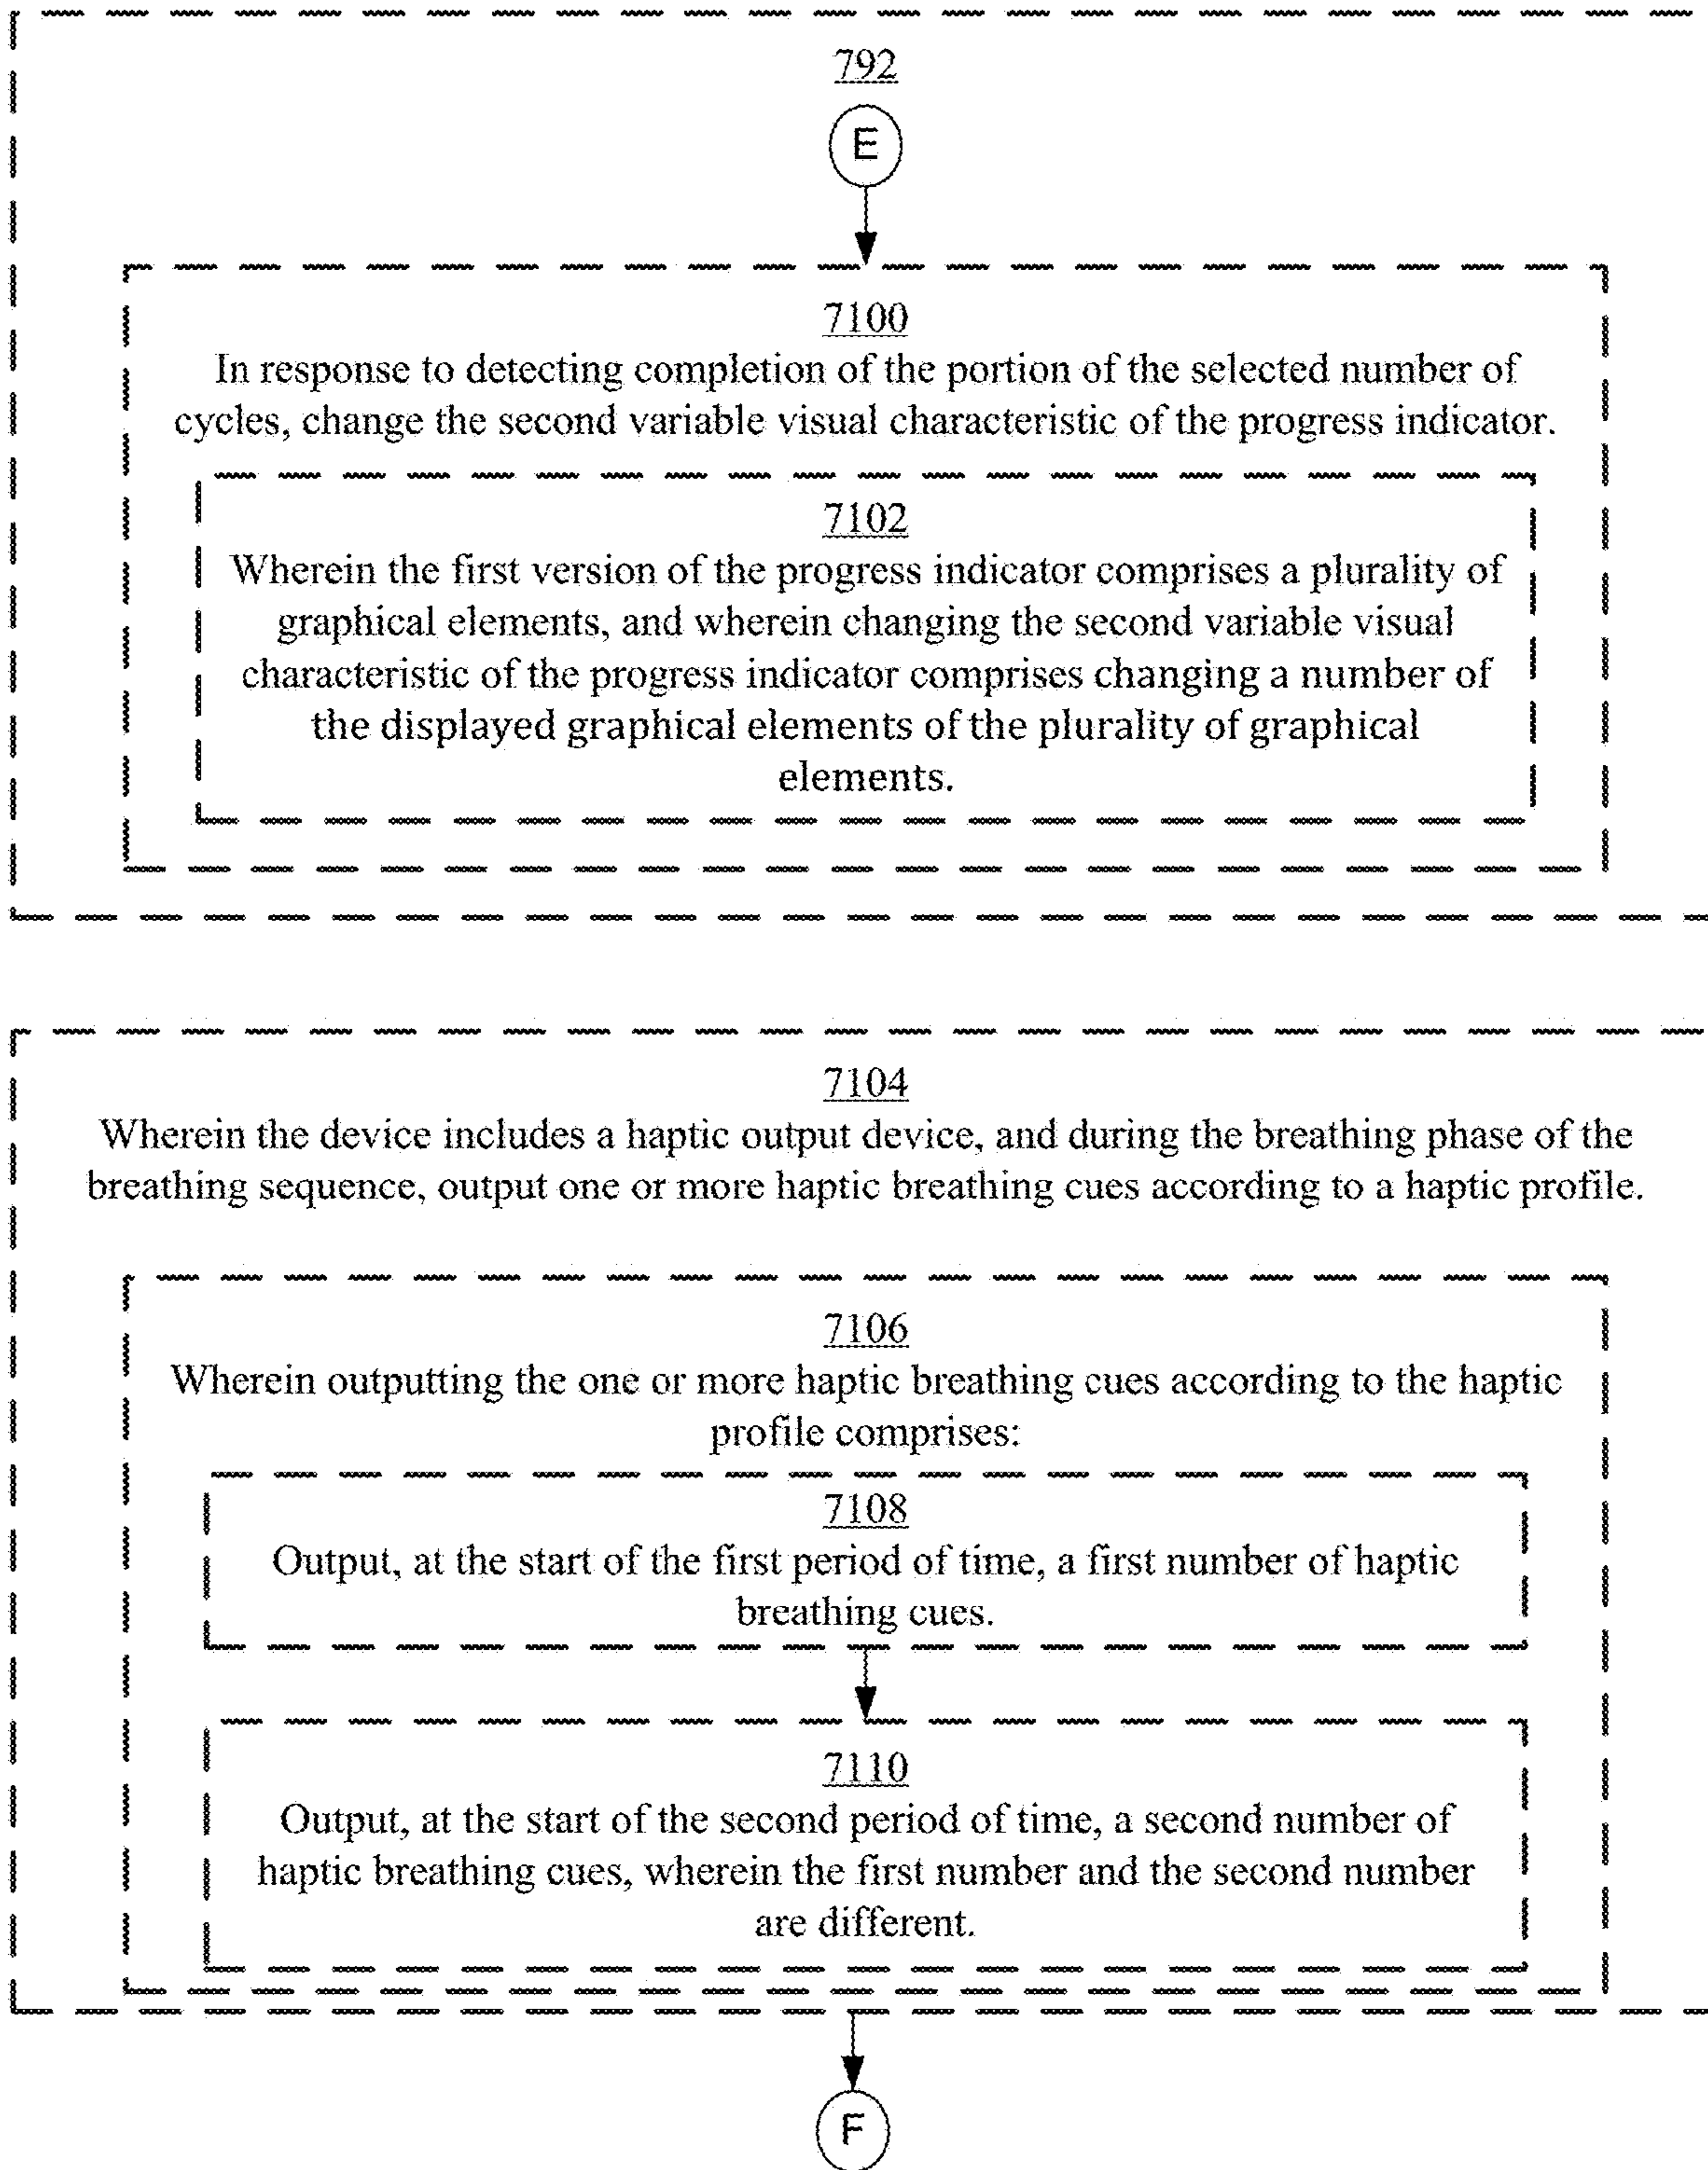 792
E
7100
In response to detecting completion of the portion of the selected number of
cycles, change the second variable visual characteristic of the progress indicator.
7102
Wherein the first version of the progress indicator comprises a plurality of
graphical elements, and wherein changing the second variable visual
characteristic of the progress indicator comprises changing a number of
the displayed graphical elements of the plurality of graphical
elements.
7104
Wherein the device includes a haptic output device, and during the breathing phase of the
breathing sequence, output one or more haptic breathing cues according to a haptic profile.
7106
Wherein outputting the one or more haptic breathing cues according to the haptic
profile comprises:
7108
Output, at the start of the first period of time, a first number of haptic
breathing cues.
7110
Output, at the start of the second period of time, a second number of
haptic breathing cues, wherein the first number and the second number
are different.
F